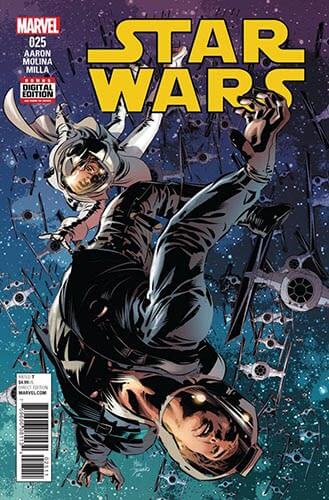 MARVEL
025
AARON
MOLINA
MILLA
BONUS
DIGITAL
EDITION
STAR
WARS
RATED T
$4.99 US
DIRECT EDITION
MARVEL.COM